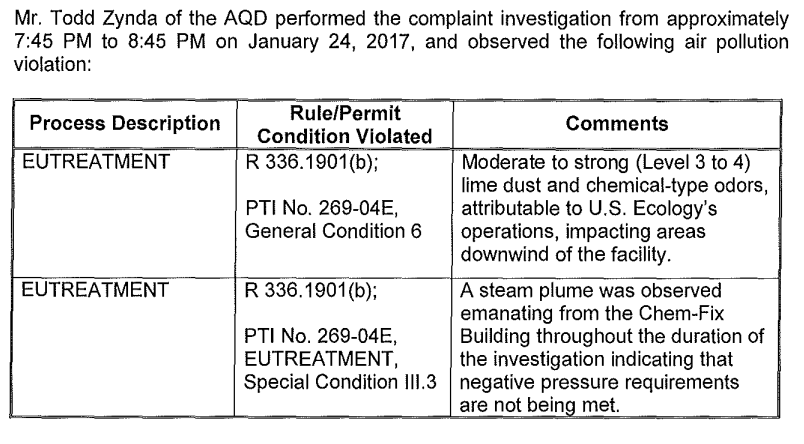 Mr. Todd Zynda of the AQD performed the complaint investigation from approximately
7:45 PM to 8:45 PM on January 24, 2017, and observed the following air pollution
violation:
Process Description
Rule/Permit
Condition Violated
Comments
EUTREATMENT
R 336.1901(b);
PTI No. 269-04E,
General Condition 6
Moderate to strong (Level 3 to 4)
lime dust and chemical-type odors,
attributable to U.S. Ecology's
operations, impacting areas
downwind of the facility.
EUTREATMENT
R 336.1901(b);
PTI No. 269-04E,
EUTREATMENT,
Special Condition III.3
A steam plume was observed
emanating from the Chem-Fix
Building throughout the duration of
the investigation indicating that
negative pressure requirements
are not being met.